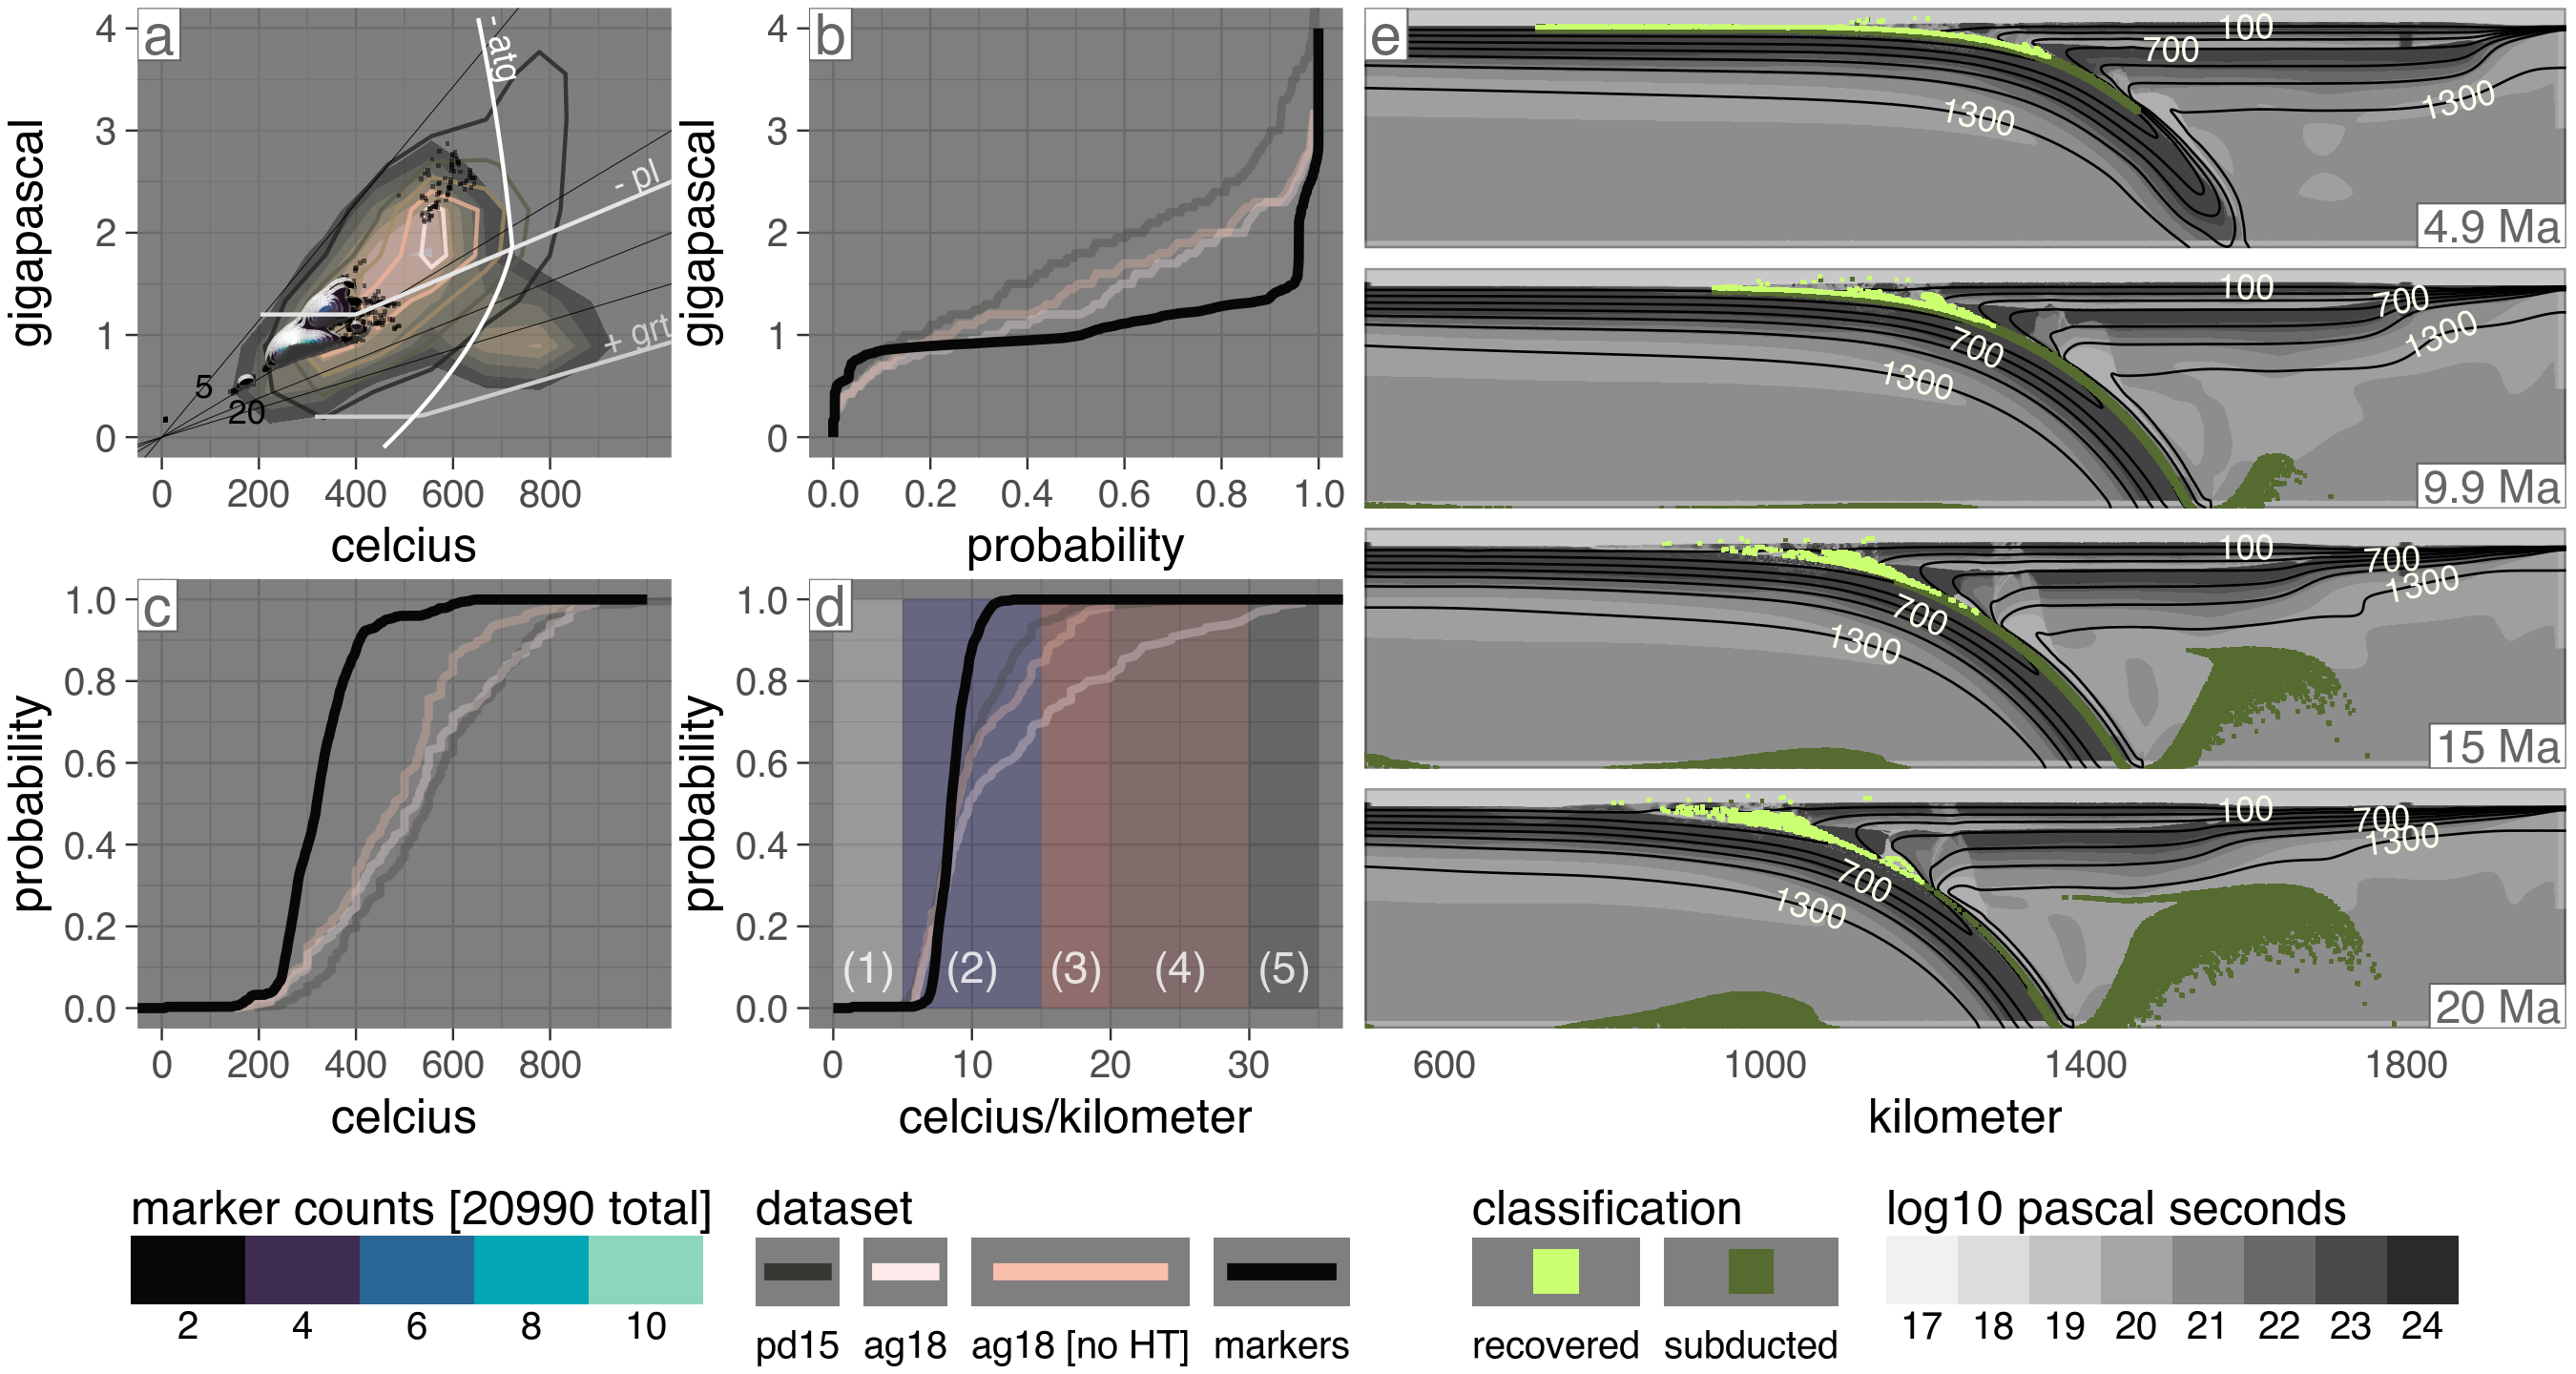 a
4
3
2
1
0
gigapascal
- atg
- pl
+ grt
5
20
0 200 400 600 800
celcius
b
4
3
2
1
0
gigapascal
0.0 0.2 0.4 0.6 0.8 1.0
probability
c
1.0
0.8
0.6
0.4
0.2
0.0
probability
0 200 400 600 800
celcius
d
1.0
0.8
0.6
0.4
0.2
0.0
probability
(1) (2) (3) (4) (5)
0 10 20 30
celcius/kilometer
e
100
700
1300
1300
4.9 Ma
100
700
1300
700
1300
9.9 Ma
100
700
1300
700
1300
15 Ma
100
700
1300
700
1300
20 Ma
600 1000 1400 1800
kilometer
marker counts [20990 total]
2 4 6 8 10
dataset
pd15 ag18 ag18 [no HT] markers
classification
recovered subducted
log10 pascal seconds
17 18 19 20 21 22 23 24